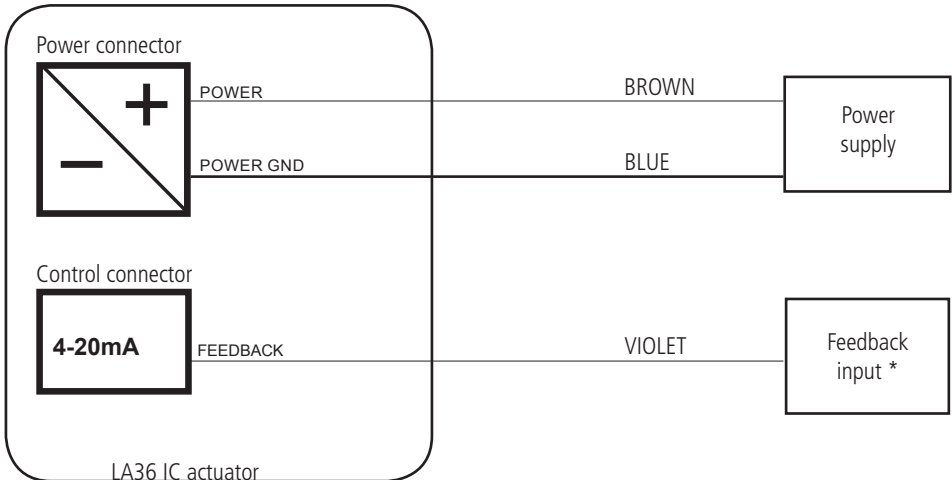 Power connector
+
−
POWER
BROWN
POWER GND
BLUE
Power
supply
Control connector
4-20mA
FEEDBACK
VIOLET
Feedback
input *
LA36 IC actuator